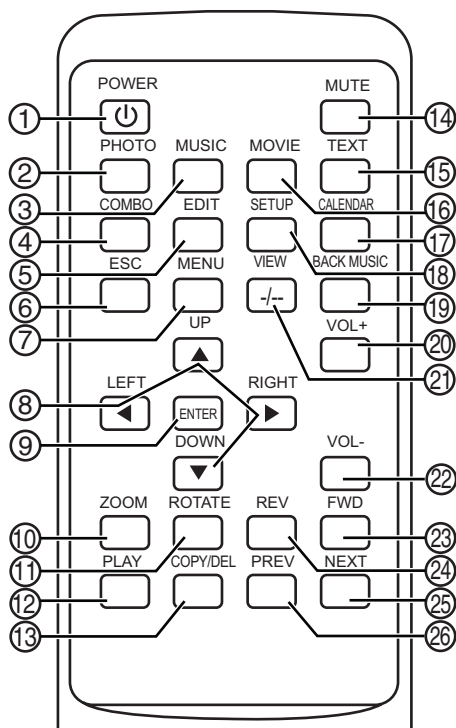 POWER MUTE
① ⑭
PHOTO MUSIC MOVIE TEXT
② ⑮
③ ⑯
COMBO EDIT SETUP CALENDAR
④ ⑰
⑤ ⑱
ESC MENU VIEW BACK MUSIC
⑥ -/-- ⑲
⑦ UP VOL+ ⑳
㉑
LEFT RIGHT
⑧
⑨ ENTER
DOWN VOL-
㉒
ZOOM ROTATE REV FWD
⑩ ㉓
⑪ ㉔
PLAY COPY/DEL PREV NEXT
⑫ ㉕
⑬ ㉖